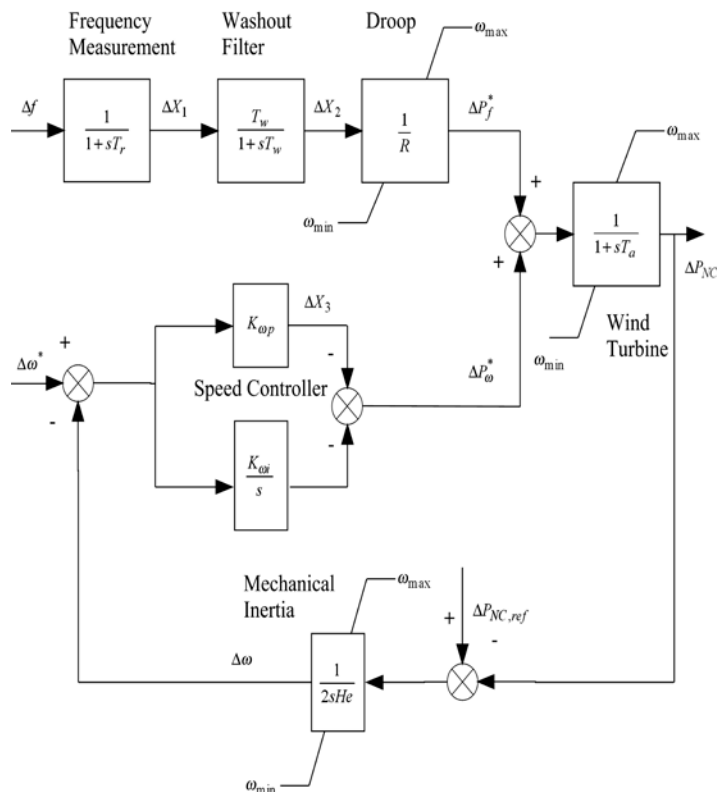 Frequency
Measurement
Washout
Filter
Droop
ω_max
Δf
1
1+sT_r
ΔX_1
T_w
1+sT_w
ΔX_2
1
R
ΔP_f^*
ω_min
+
+
ω_max
1
1+sT_a
ΔP_NC
ω_min
Wind
Turbine
K_ωp
ΔX_3
-
Δω^*
+
-
Speed Controller
-
ΔP_ω^*
K_ωi
s
Mechanical
Inertia
ω_max
+
ΔP_NC,ref
-
Δω
1
2sHe
ω_min